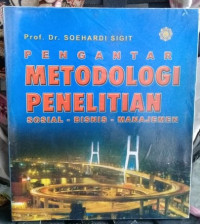 Prof. Dr. SOEHARDI SIGIT
PENGANTAR
METODOLOGI
PENELITIAN
SOSIAL - BISNIS - MANAJEMEN